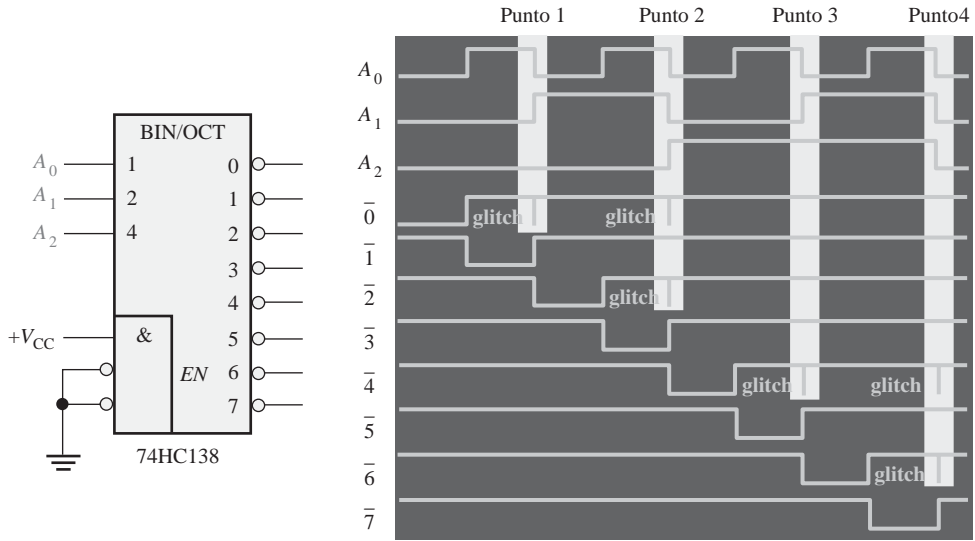 Punto 1 Punto 2 Punto 3 Punto4
BIN/OCT
A0 1 0
A1 2 1
A2 4 2
3
4
+VCC & 5
EN 6
7
74HC138
A0
A1
A2
0̅ glitch glitch
1̅
2̅ glitch
3̅
4̅ glitch glitch
5̅
6̅ glitch
7̅